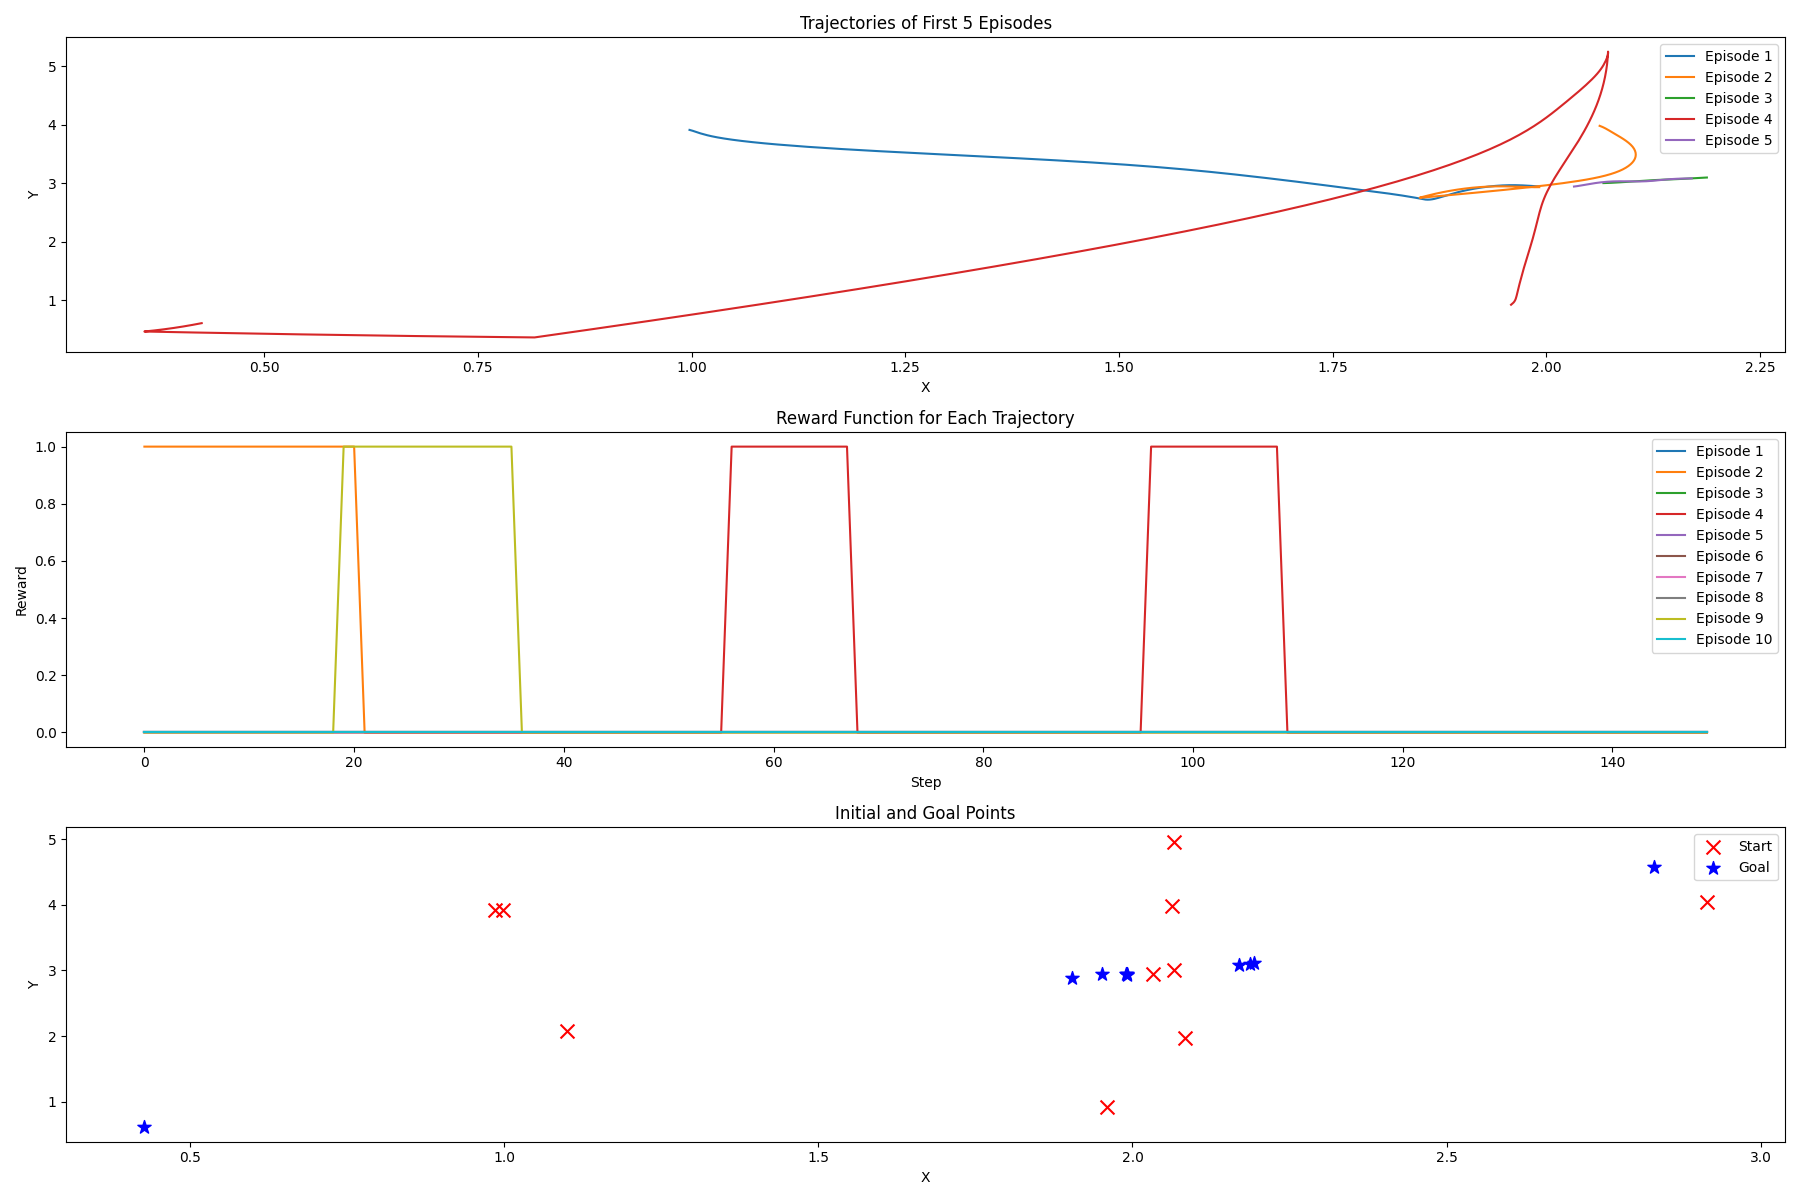 Trajectories of First 5 Episodes
Y
5
4
3
2
1
Episode 1
Episode 2
Episode 3
Episode 4
Episode 5
0.50 0.75 1.00 1.25 1.50 1.75 2.00 2.25
X
Reward Function for Each Trajectory
Reward
1.0
0.8
0.6
0.4
0.2
0.0
Episode 1
Episode 2
Episode 3
Episode 4
Episode 5
Episode 6
Episode 7
Episode 8
Episode 9
Episode 10
0 20 40 60 80 100 120 140
Step
Initial and Goal Points
Y
5
4
3
2
1
Start
Goal
0.5 1.0 1.5 2.0 2.5 3.0
X